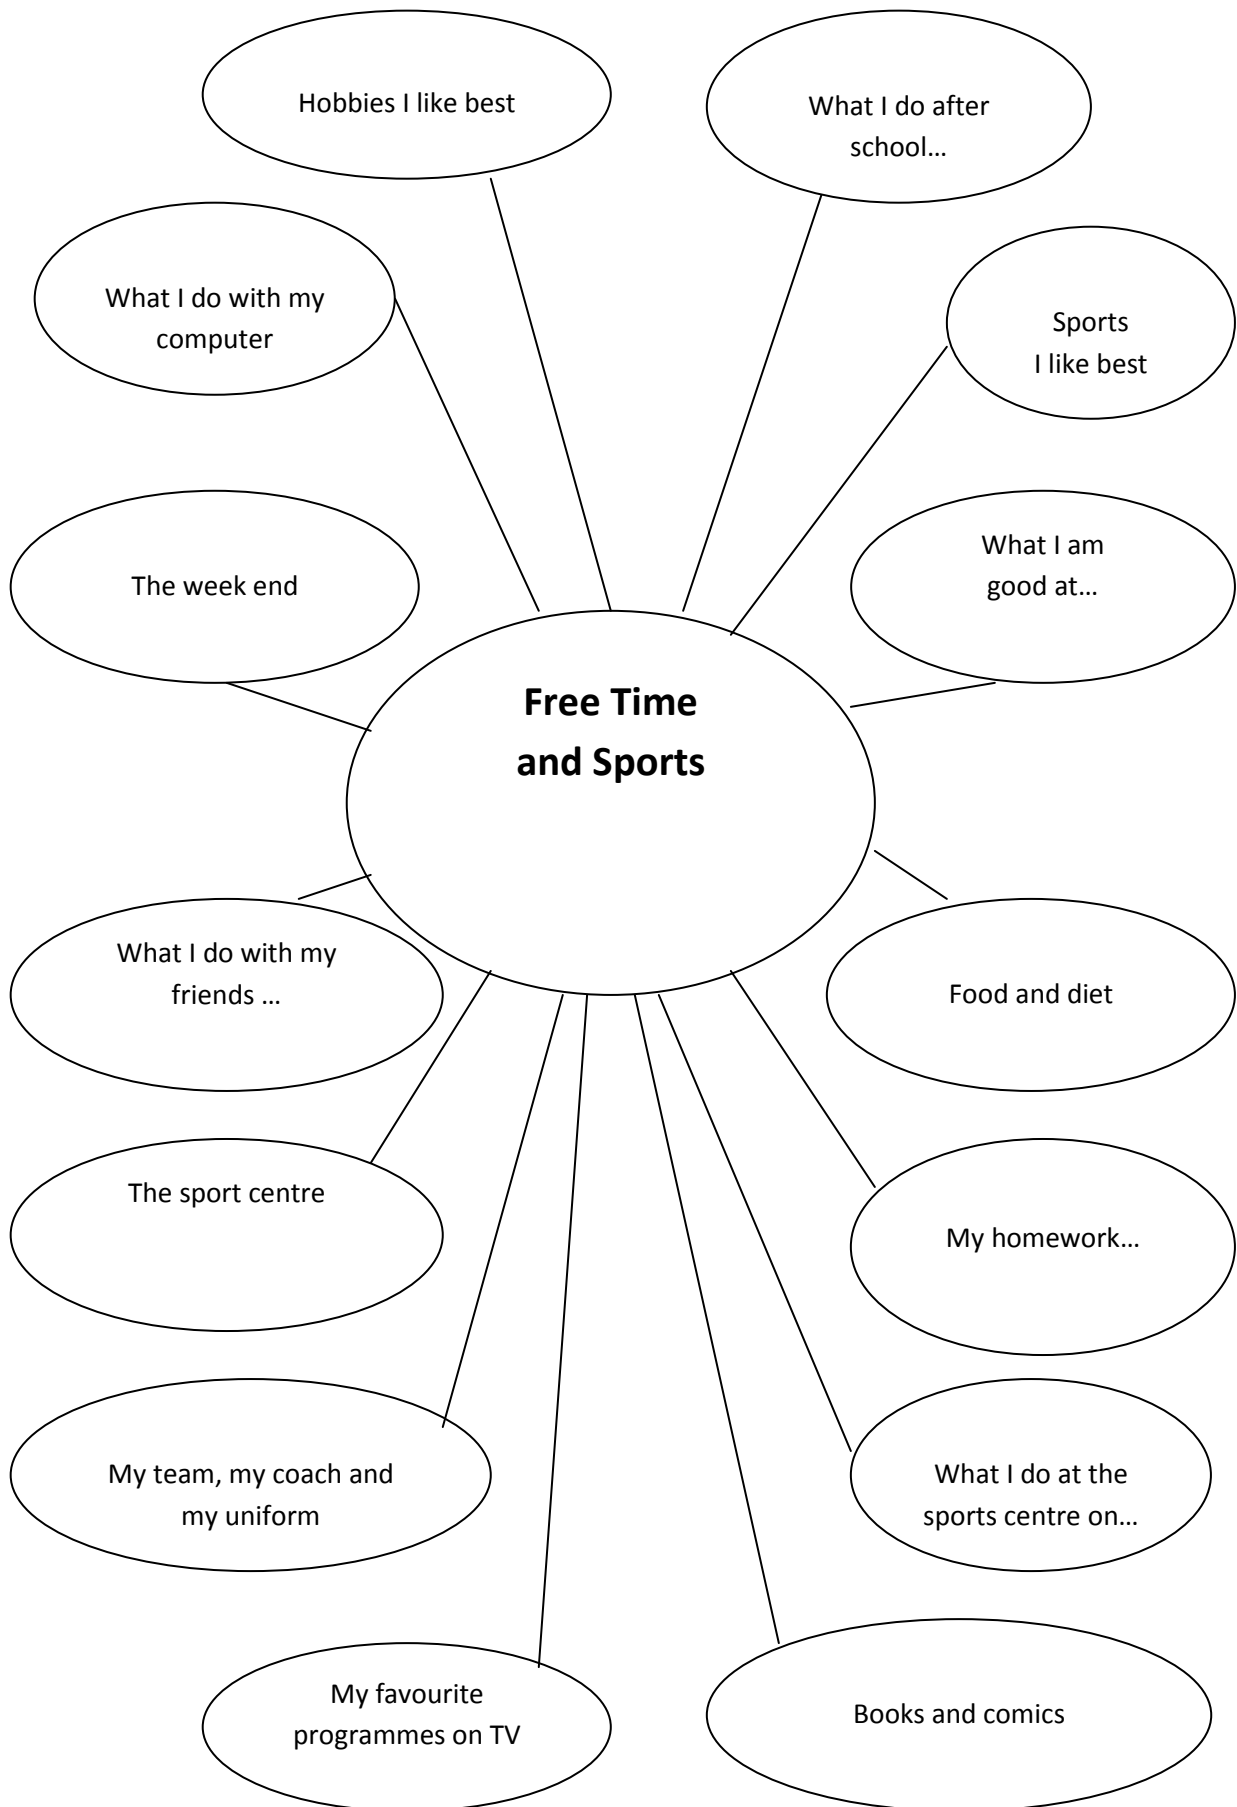 Hobbies I like best
What I do after
school…
What I do with my
computer
Sports
I like best
The week end
What I am
good at…
Free Time
and Sports
What I do with my
friends …
Food and diet
The sport centre
My homework…
My team, my coach and
my uniform
What I do at the
sports centre on…
My favourite
programmes on TV
Books and comics